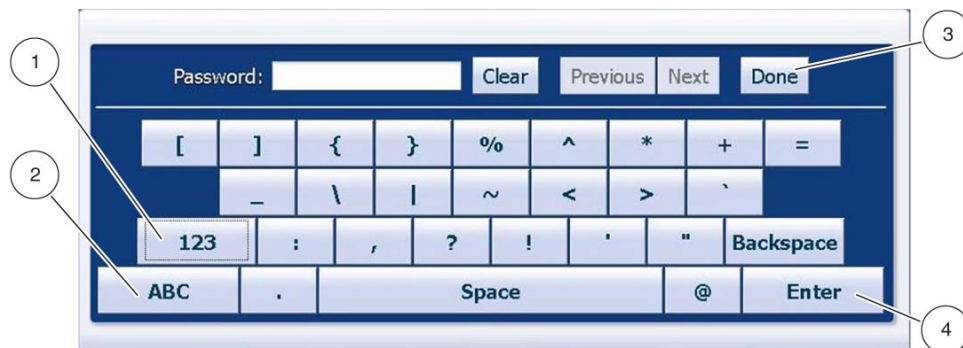 Password: Clear Previous Next Done
3
1
[ ] { } % ^ * + =
2
_ \ | ~ < > `
123 : , ? ! ' " Backspace
ABC . Space @ Enter
4